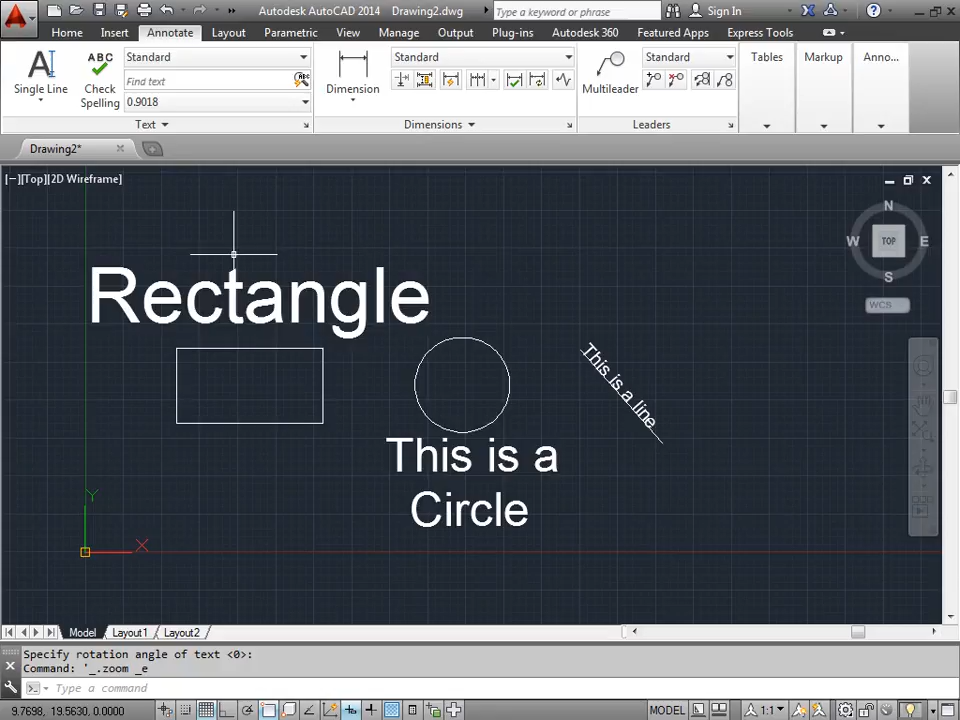 Autodesk AutoCAD 2014 Drawing2.dwg Type a keyword or phrase Sign In
Home Insert Annotate Layout Parametric View Manage Output Plug-ins Autodesk 360 Featured Apps Express Tools
Single Line
ABC
Check Spelling
Standard
Find text
0.9018
Text
Dimension
Standard
Dimensions
Multileader
Standard
Leaders
Tables Markup Anno...
Drawing2*
[−][Top][2D Wireframe]
N
W TOP E
S
WCS
Rectangle
This is a line
This is a
Circle
Y
X
Model Layout1 Layout2
Specify rotation angle of text <0>:
Command: '_.zoom _e
Type a command
9.7698, 19.5630, 0.0000 MODEL 1:1